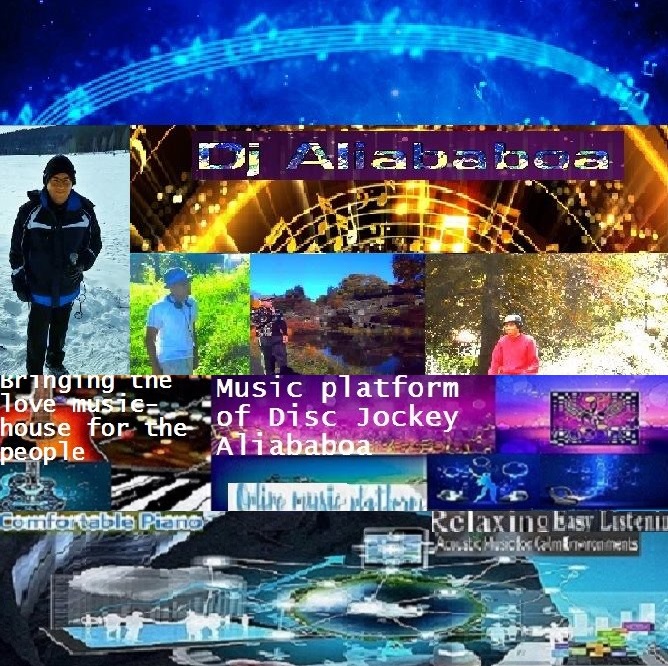 Dj Aliababoa
Bringing the
love music-
house for the
people
Music platform
of Disc Jockey
Aliababoa
Online music platform
Comfortable Piano
Relaxing Easy Listenin
Acoustic Music for Calm Environments